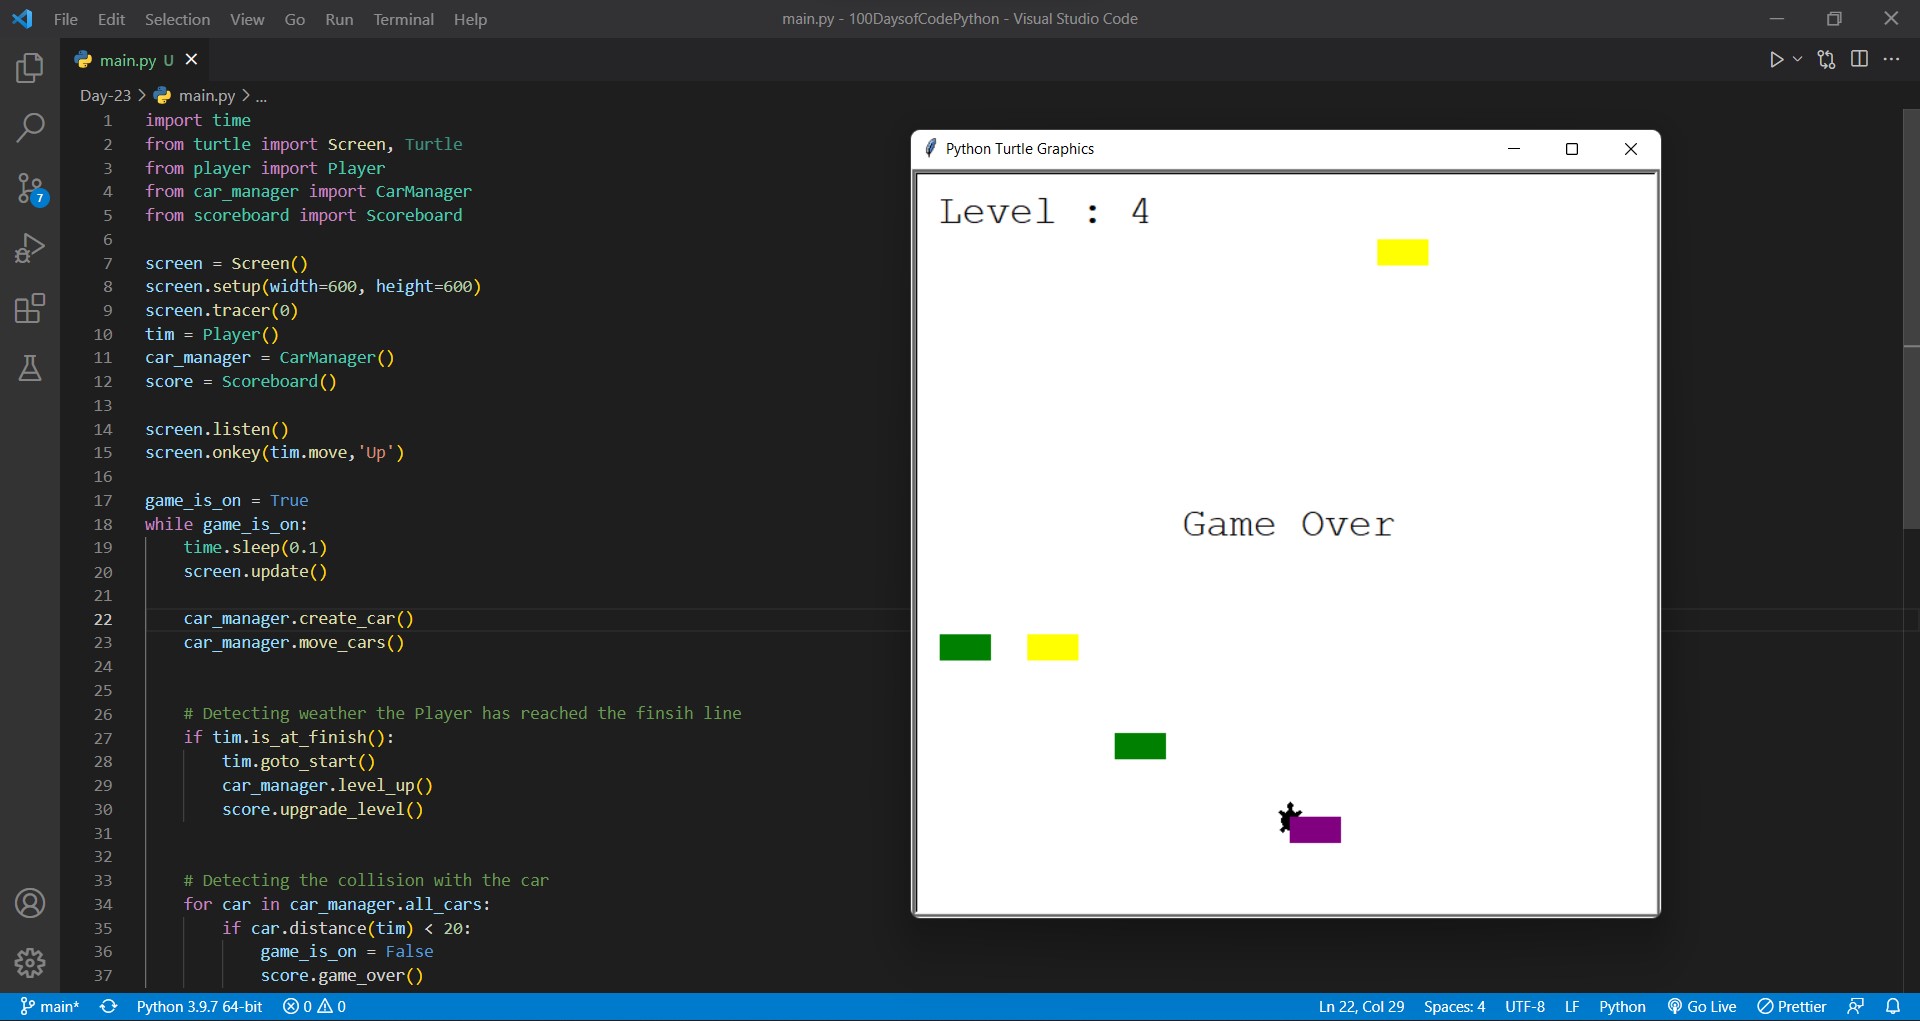 File Edit Selection View Go Run Terminal Help
main.py - 100DaysofCodePython - Visual Studio Code
main.py U
Day-23 > main.py > ...
1 import time
2 from turtle import Screen, Turtle
3 from player import Player
4 from car_manager import CarManager
5 from scoreboard import Scoreboard
6
7 screen = Screen()
8 screen.setup(width=600, height=600)
9 screen.tracer(0)
10 tim = Player()
11 car_manager = CarManager()
12 score = Scoreboard()
13
14 screen.listen()
15 screen.onkey(tim.move,'Up')
16
17 game_is_on = True
18 while game_is_on:
19 time.sleep(0.1)
20 screen.update()
21
22 car_manager.create_car()
23 car_manager.move_cars()
24
25
26 # Detecting weather the Player has reached the finsih line
27 if tim.is_at_finish():
28 tim.goto_start()
29 car_manager.level_up()
30 score.upgrade_level()
31
32
33 # Detecting the collision with the car
34 for car in car_manager.all_cars:
35 if car.distance(tim) < 20:
36 game_is_on = False
37 score.game_over()
Python Turtle Graphics
Level : 4
Game Over
7
main* Python 3.9.7 64-bit 0 0 Ln 22, Col 29 Spaces: 4 UTF-8 LF Python Go Live Prettier